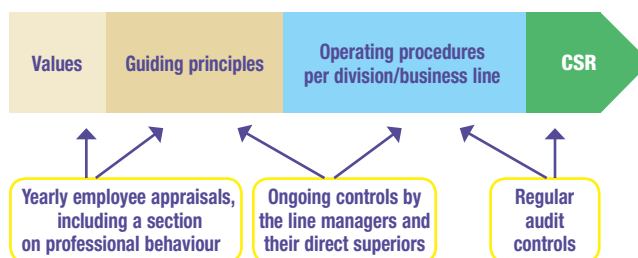 Values
Guiding principles
Operating procedures
per division/business line
CSR
Yearly employee appraisals,
including a section
on professional behaviour
Ongoing controls by
the line managers and
their direct superiors
Regular
audit
controls